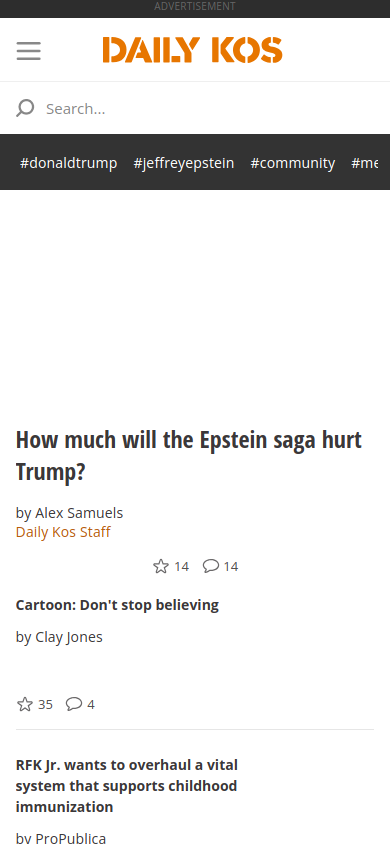 ADVERTISEMENT
DAILY KOS
Search...
#donaldtrump #jeffreyepstein #community #me
How much will the Epstein saga hurt
Trump?
by Alex Samuels
Daily Kos Staff
14 14
Cartoon: Don't stop believing
by Clay Jones
35 4
RFK Jr. wants to overhaul a vital
system that supports childhood
immunization
by ProPublica